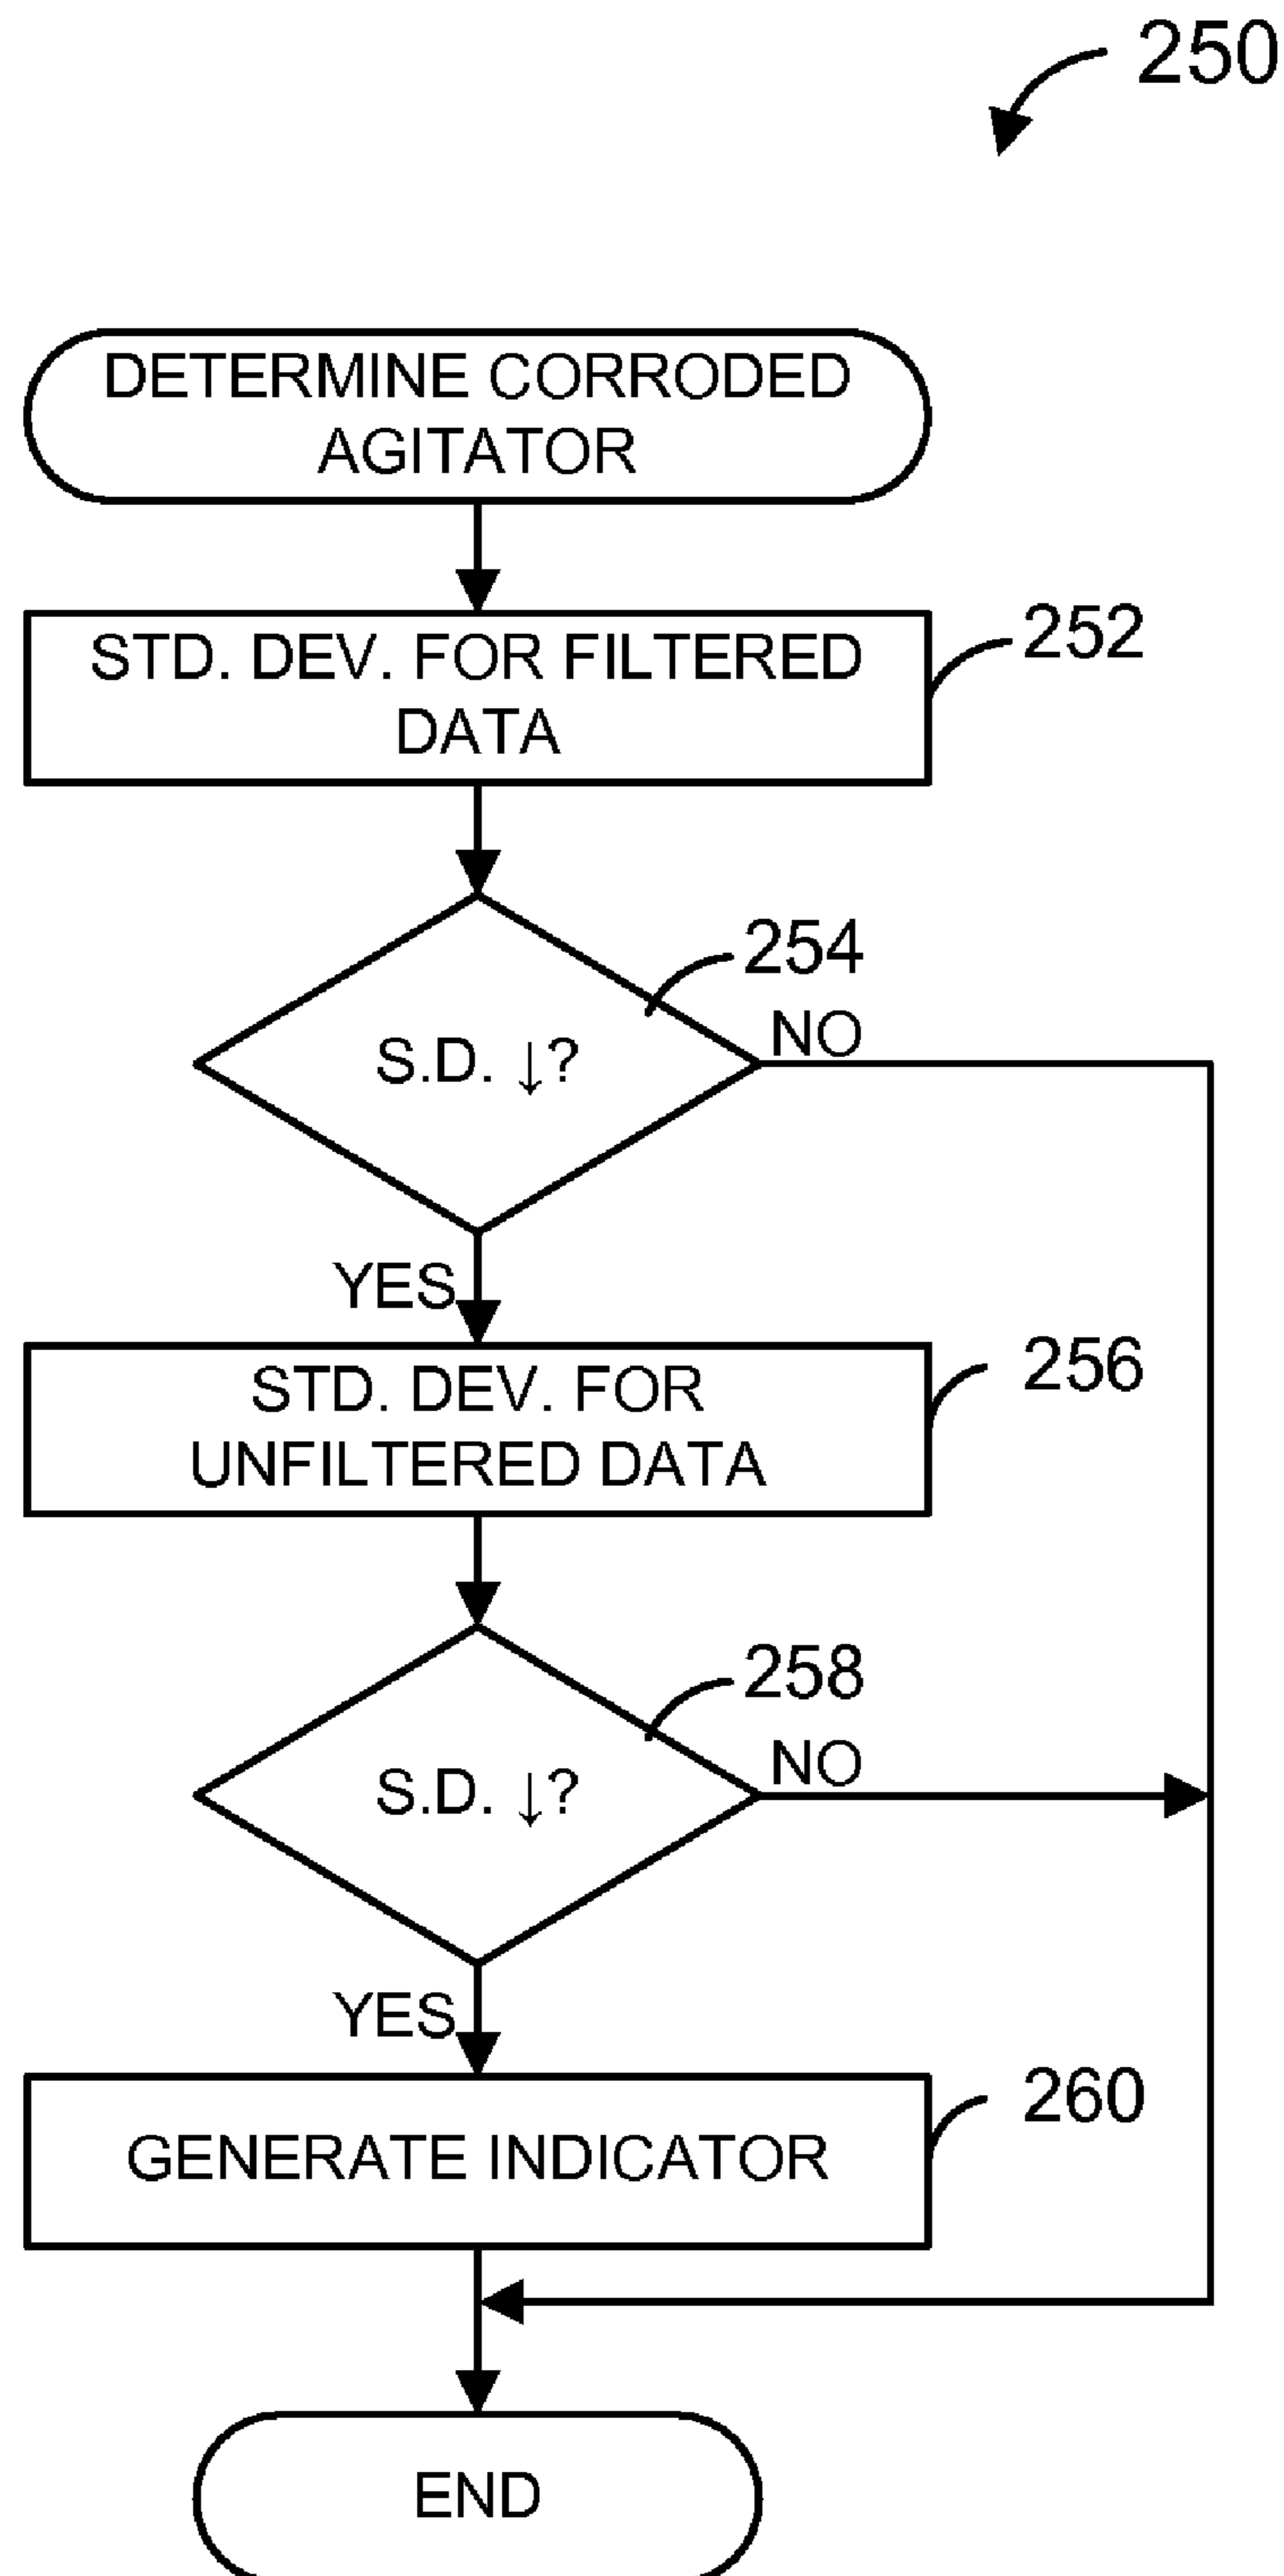 250
DETERMINE CORRODED
AGITATOR
STD. DEV. FOR FILTERED
DATA
252
254
S.D. ↓?
NO
YES
STD. DEV. FOR
UNFILTERED DATA
256
258
S.D. ↓?
NO
YES
GENERATE INDICATOR
260
END